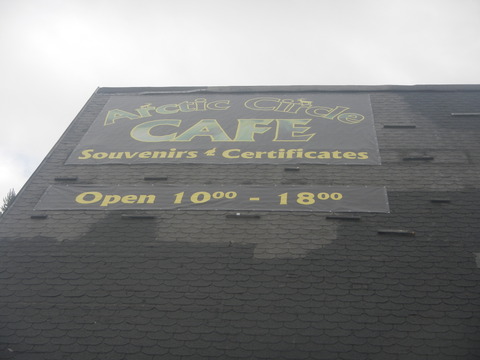 Arctic Circle
CAFE
Souvenirs & Certificates
Open 10⁰⁰ - 18⁰⁰